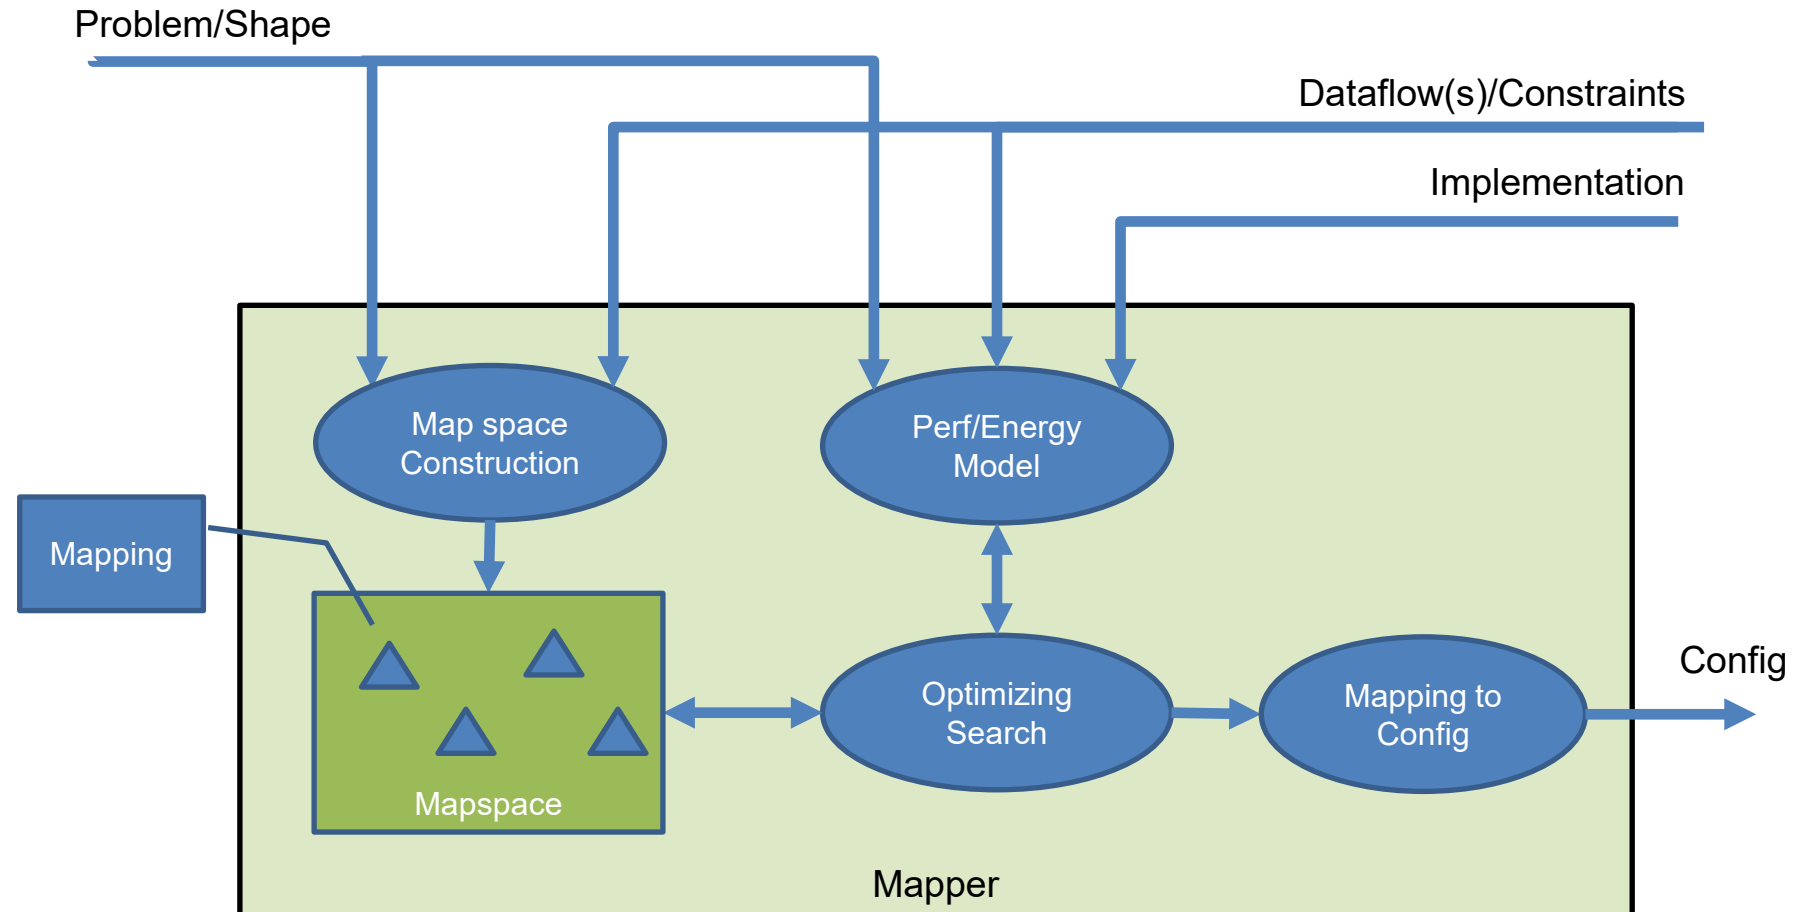 Problem/Shape
Dataflow(s)/Constraints
Implementation
Map space
Construction
Perf/Energy
Model
Mapping
Optimizing
Search
Mapping to
Config
Config
Mapspace
Mapper